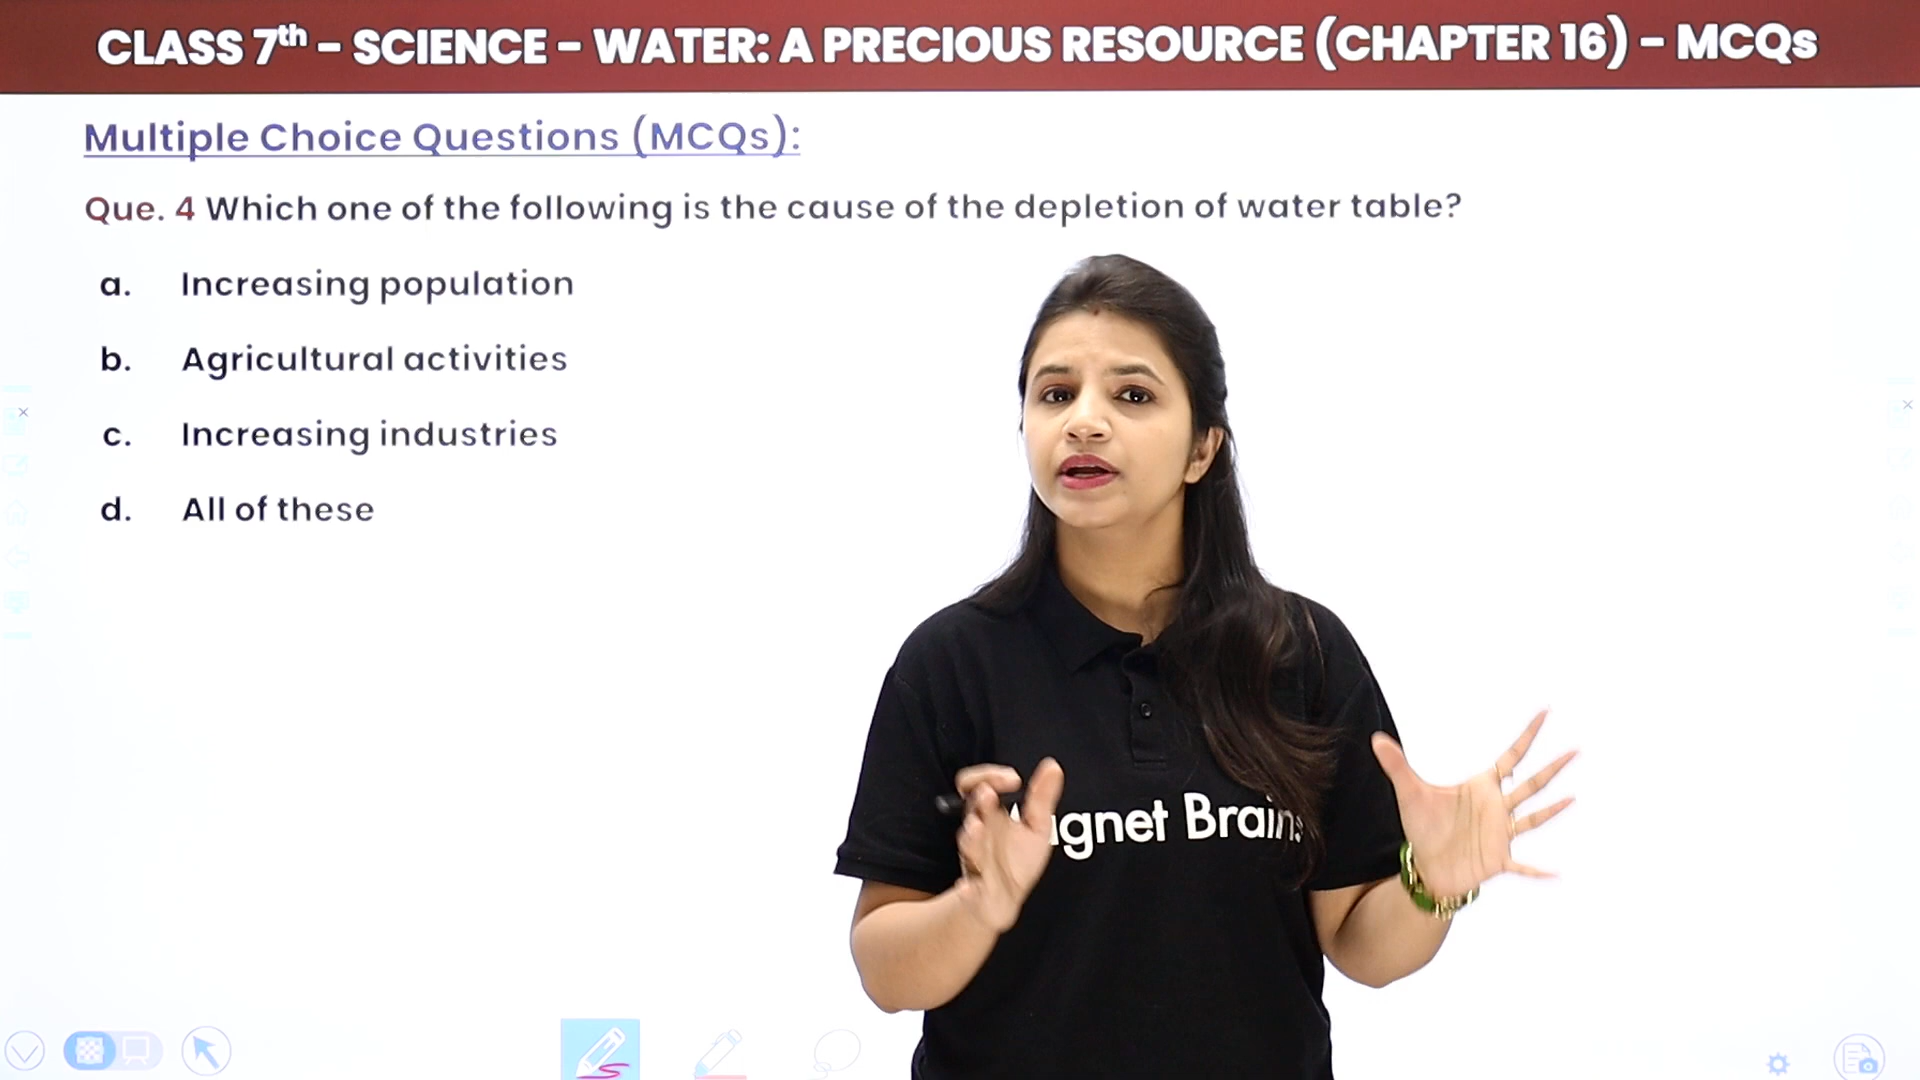 CLASS 7th – SCIENCE – WATER: A PRECIOUS RESOURCE (CHAPTER 16) – MCQs
Multiple Choice Questions (MCQs):
Que. 4 Which one of the following is the cause of the depletion of water table?
a. Increasing population
b. Agricultural activities
c. Increasing industries
d. All of these
Brains